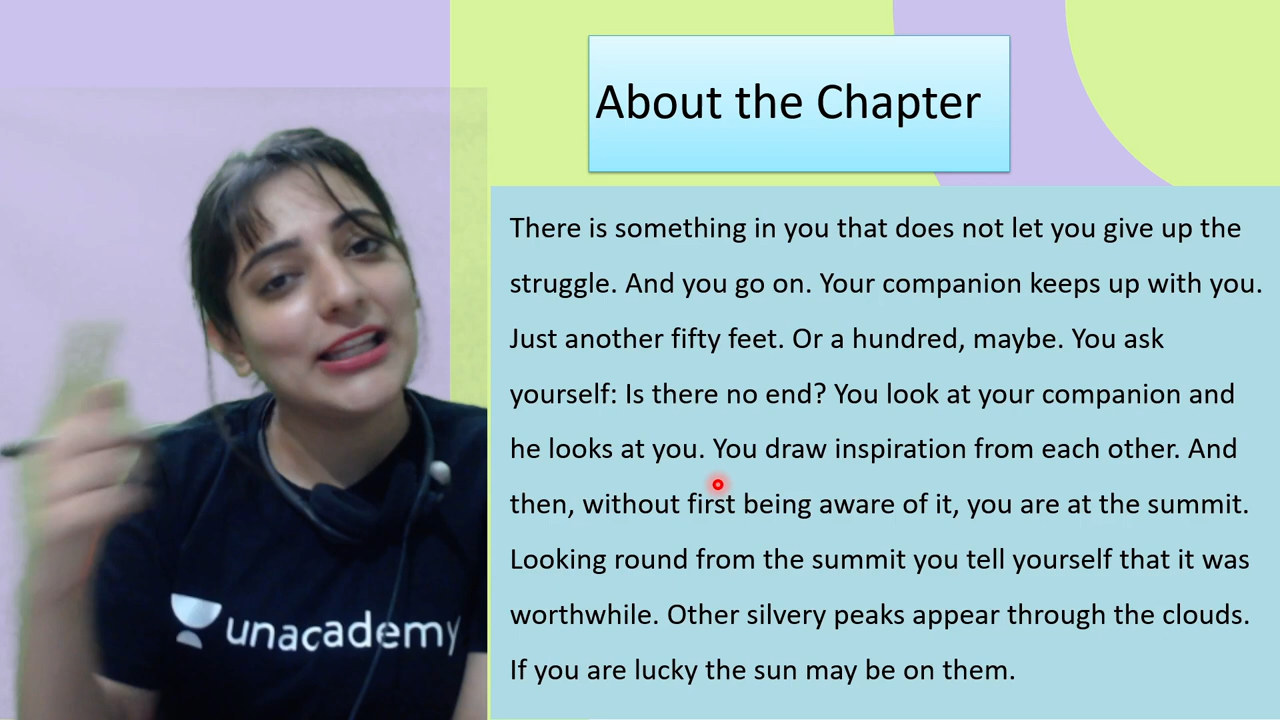 About the Chapter
There is something in you that does not let you give up the
struggle. And you go on. Your companion keeps up with you.
Just another fifty feet. Or a hundred, maybe. You ask
yourself: Is there no end? You look at your companion and
he looks at you. You draw inspiration from each other. And
then, without first being aware of it, you are at the summit.
Looking round from the summit you tell yourself that it was
worthwhile. Other silvery peaks appear through the clouds.
If you are lucky the sun may be on them.
unacademy